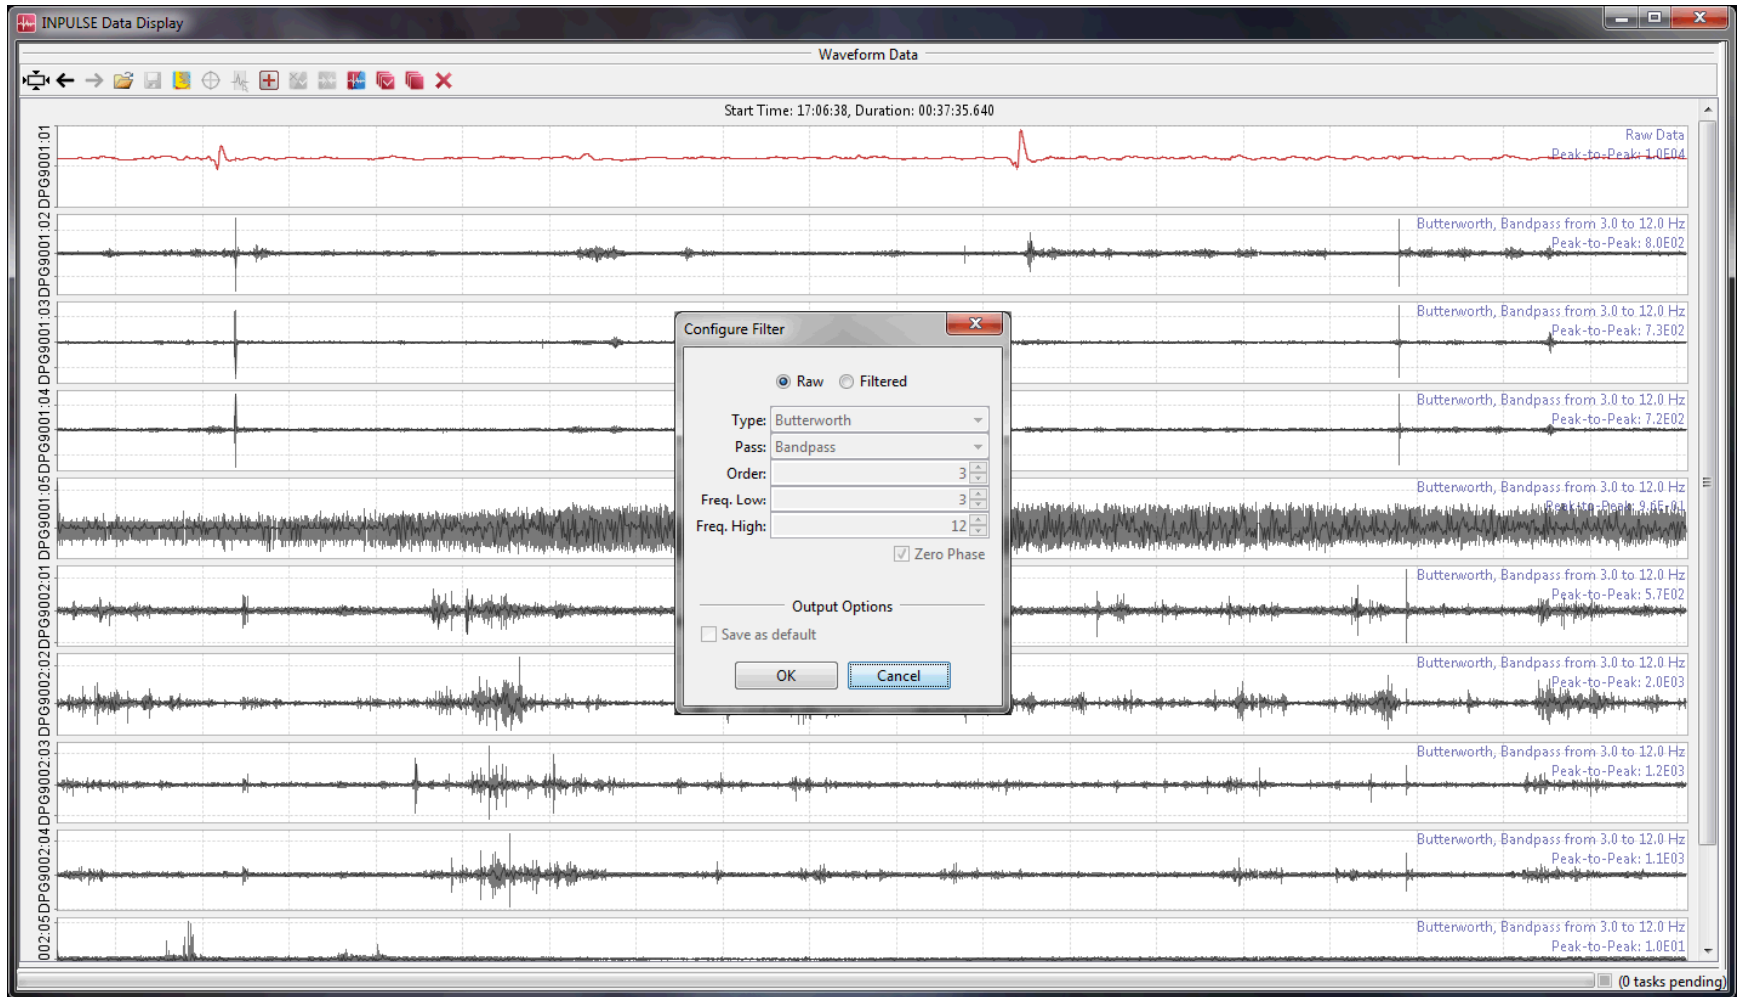 INPULSE Data Display
Waveform Data
Start Time: 17:06:38, Duration: 00:37:35.640
DPG9001:01
Raw Data
Peak-to-Peak: 1.0E04
DPG9001:02
Butterworth, Bandpass from 3.0 to 12.0 Hz
Peak-to-Peak: 8.0E02
DPG9001:03
Butterworth, Bandpass from 3.0 to 12.0 Hz
Peak-to-Peak: 7.3E02
DPG9001:04
Butterworth, Bandpass from 3.0 to 12.0 Hz
Peak-to-Peak: 7.2E02
DPG9001:05
Butterworth, Bandpass from 3.0 to 12.0 Hz
Peak-to-Peak: 9.6E-01
DPG9002:01
Butterworth, Bandpass from 3.0 to 12.0 Hz
Peak-to-Peak: 5.7E02
DPG9002:02
Butterworth, Bandpass from 3.0 to 12.0 Hz
Peak-to-Peak: 2.0E03
DPG9002:03
Butterworth, Bandpass from 3.0 to 12.0 Hz
Peak-to-Peak: 1.2E03
DPG9002:04
Butterworth, Bandpass from 3.0 to 12.0 Hz
Peak-to-Peak: 1.1E03
002:05
Butterworth, Bandpass from 3.0 to 12.0 Hz
Peak-to-Peak: 1.0E01
Configure Filter
Raw Filtered
Type: Butterworth
Pass: Bandpass
Order: 3
Freq. Low: 3
Freq. High: 12
Zero Phase
Output Options
Save as default
OK Cancel
(0 tasks pending)